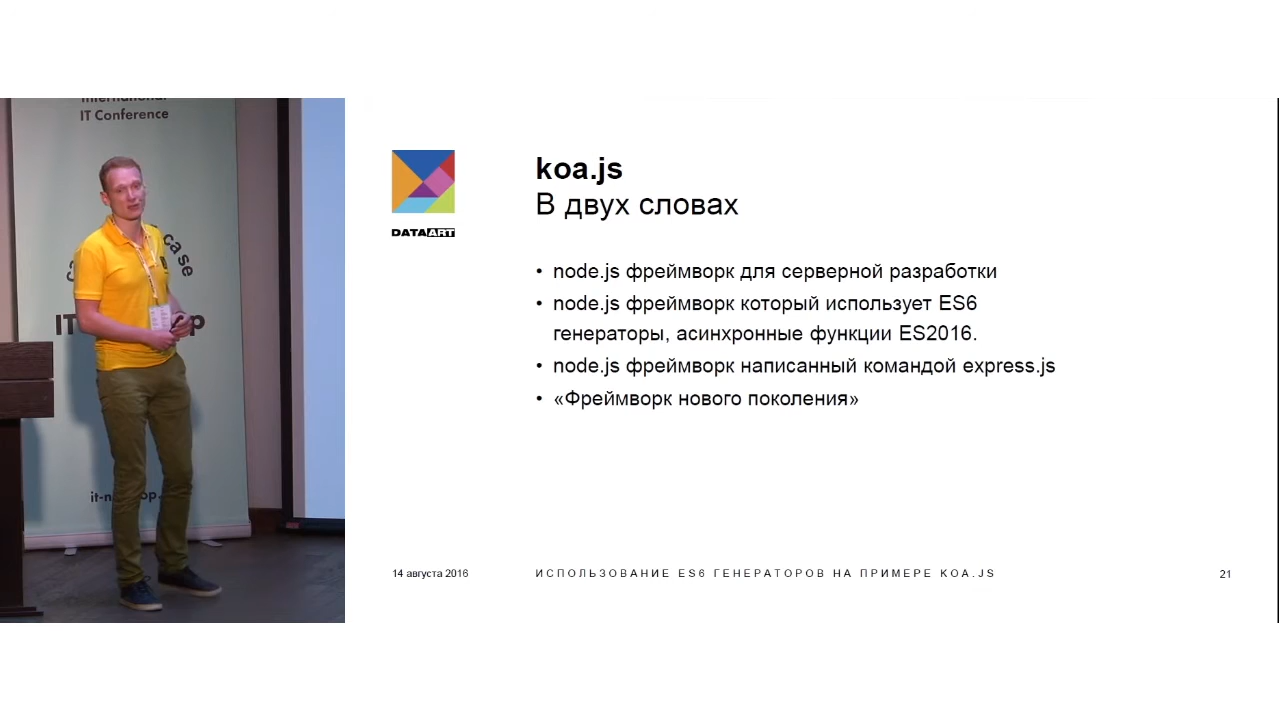 IT Conference
case
IT
op
koa.js
В двух словах
DATAART
• node.js фреймворк для серверной разработки
• node.js фреймворк который использует ES6
генераторы, асинхронные функции ES2016.
• node.js фреймворк написанный командой express.js
• «Фреймворк нового поколения»
14 августа 2016
ИСПОЛЬЗОВАНИЕ ES6 ГЕНЕРАТОРОВ НА ПРИМЕРЕ KOA.JS
21